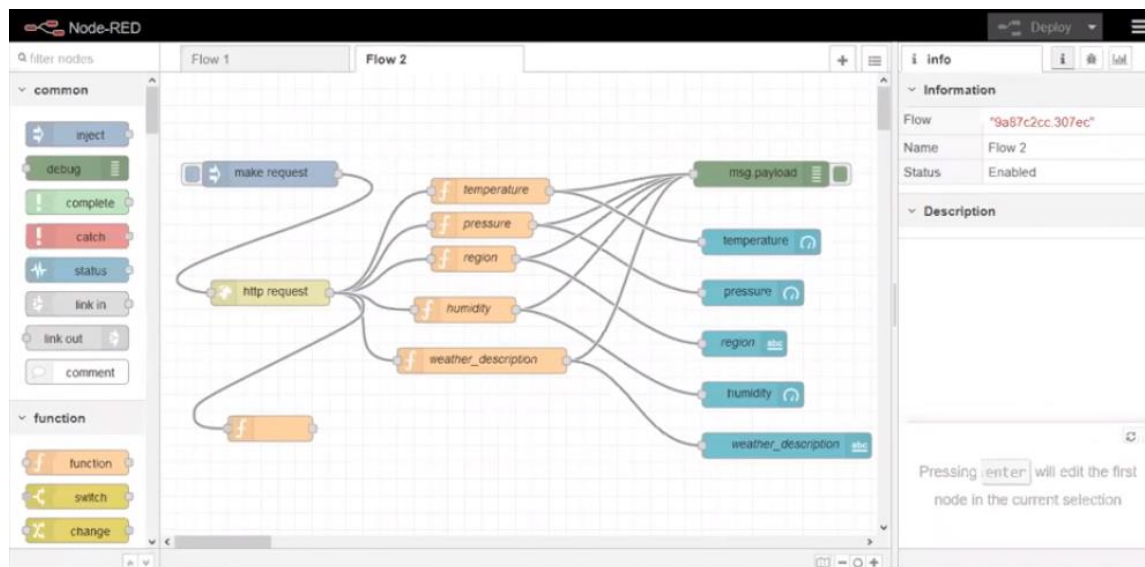 Node-RED
Deploy
filter nodes
Flow 1
Flow 2
i info
i
common
Information
Flow "9a87c2cc.307ec"
Name Flow 2
Status Enabled
Description
inject
debug
complete
catch
status
link in
link out
comment
function
function
switch
change
make request
http request
temperature
pressure
region
humidity
weather_description
msg.payload
temperature
pressure
region abc
humidity
weather_description abc
Pressing enter will edit the first
node in the current selection